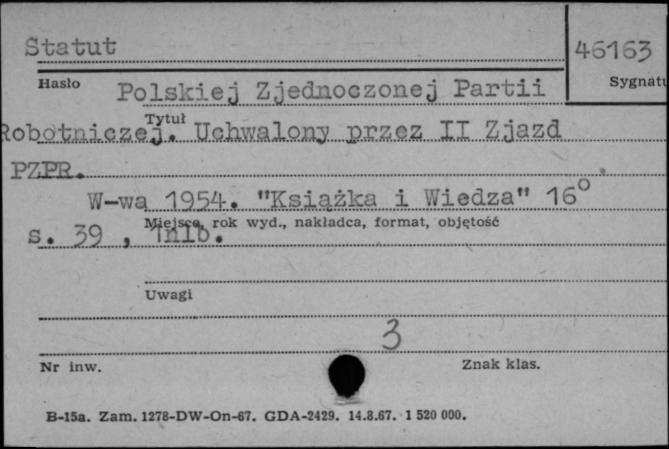 Statut
46163
Hasło
Sygnatu
Polskiej Zjednoczonej Partii
Tytuł
Robotniczej. Uchwalony przez II Zjazd
PZPR.
W-wa 1954. "Książka i Wiedza" 16°
Miejsce, rok wyd., nakładca, format, objętość
s. 39 , 1nlb.
Uwagi
3
Nr inw.
Znak klas.
B-15a. Zam. 1278-DW-On-67. GDA-2429. 14.8.67. 1 520 000.